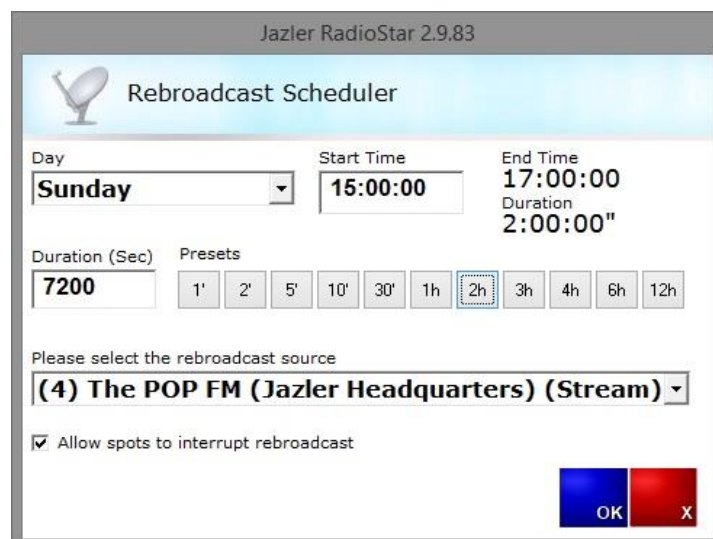 Jazler RadioStar 2.9.83
Rebroadcast Scheduler
Day
Start Time
End Time
Sunday
15:00:00
17:00:00
Duration
2:00:00"
Duration (Sec)
Presets
7200
1' 2' 5' 10' 30' 1h 2h 3h 4h 6h 12h
Please select the rebroadcast source
(4) The POP FM (Jazler Headquarters) (Stream)
Allow spots to interrupt rebroadcast
OK X